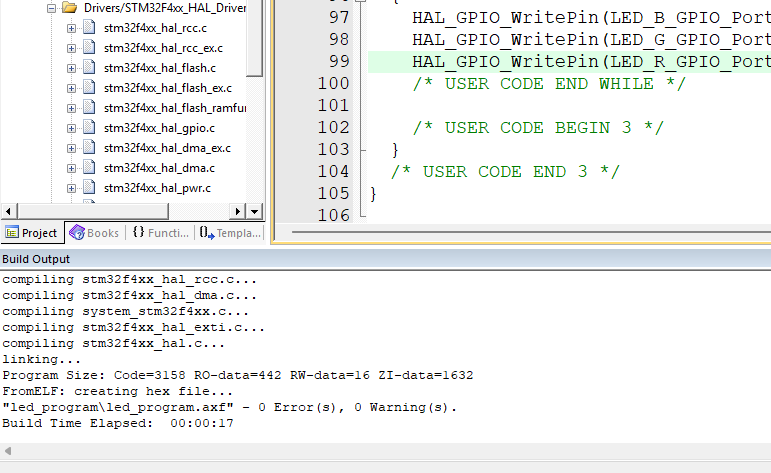 Drivers/STM32F4xx_HAL_Driver
stm32f4xx_hal_rcc.c
stm32f4xx_hal_rcc_ex.c
stm32f4xx_hal_flash.c
stm32f4xx_hal_flash_ex.c
stm32f4xx_hal_flash_ramfu
stm32f4xx_hal_gpio.c
stm32f4xx_hal_dma_ex.c
stm32f4xx_hal_dma.c
stm32f4xx_hal_pwr.c
Project Books {} Functi... 0 Templa...
{
97 HAL_GPIO_WritePin(LED_B_GPIO_Port
98 HAL_GPIO_WritePin(LED_G_GPIO_Port
99 HAL_GPIO_WritePin(LED_R_GPIO_Port
100 /* USER CODE END WHILE */
101
102 /* USER CODE BEGIN 3 */
103 }
104 /* USER CODE END 3 */
105 }
106
Build Output
compiling stm32f4xx_hal_rcc.c...
compiling stm32f4xx_hal_dma.c...
compiling system_stm32f4xx.c...
compiling stm32f4xx_hal_exti.c...
compiling stm32f4xx_hal.c...
linking...
Program Size: Code=3158 RO-data=442 RW-data=16 ZI-data=1632
FromELF: creating hex file...
"led_program\led_program.axf" - 0 Error(s), 0 Warning(s).
Build Time Elapsed:  00:00:17